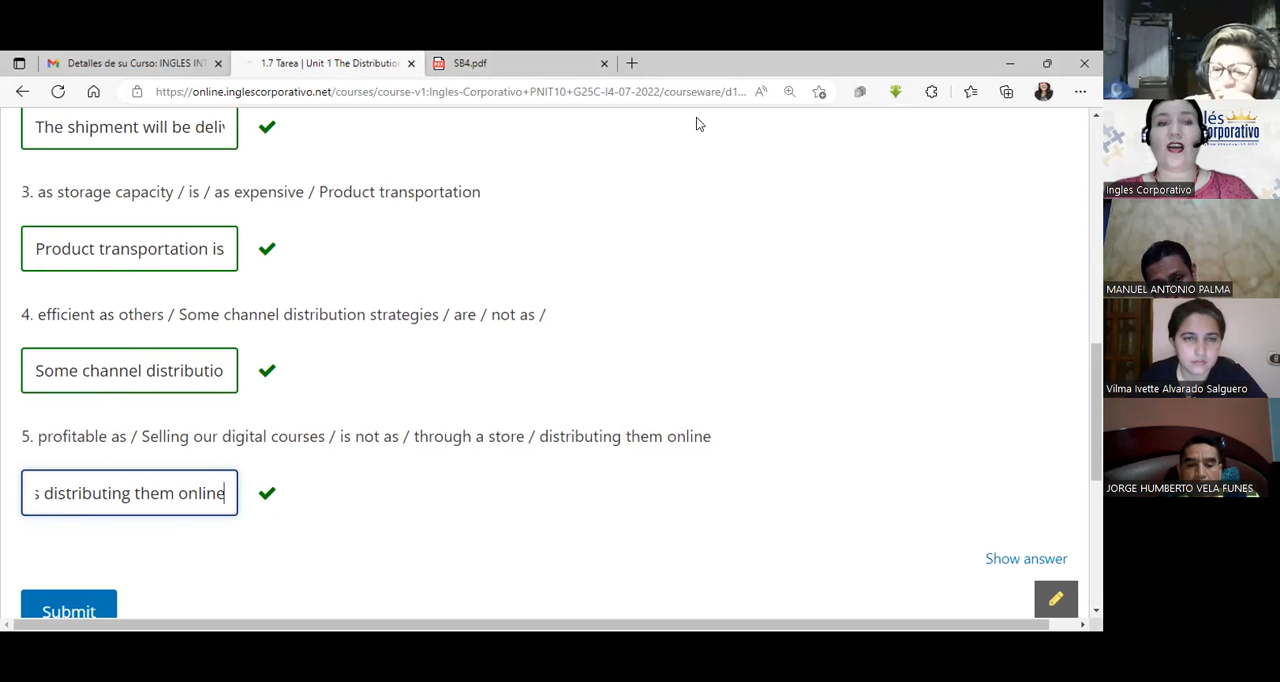 Detalles de su Curso: INGLES INT
1.7 Tarea | Unit 1 The Distributio
SB4.pdf
https://online.inglescorporativo.net/courses/course-v1:Ingles-Corporativo+PNIT10+G25C-I4-07-2022/courseware/d1...
The shipment will be deliv
3. as storage capacity / is / as expensive / Product transportation
Product transportation is
4. efficient as others / Some channel distribution strategies / are / not as /
Some channel distributio
5. profitable as / Selling our digital courses / is not as / through a store / distributing them online
s distributing them online
Show answer
Submit
lés
orporativo
Ingles Corporativo
MANUEL ANTONIO PALMA
Vilma Ivette Alvarado Salguero
JORGE HUMBERTO VELA FUNES